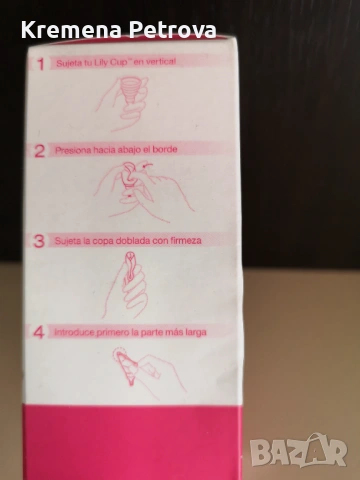 Kremena Petrova
1 Sujeta tu Lily Cup™ en vertical
2 Presiona hacia abajo el borde
3 Sujeta la copa doblada con firmeza
4 Introduce primero la parte más larga
BAZAR